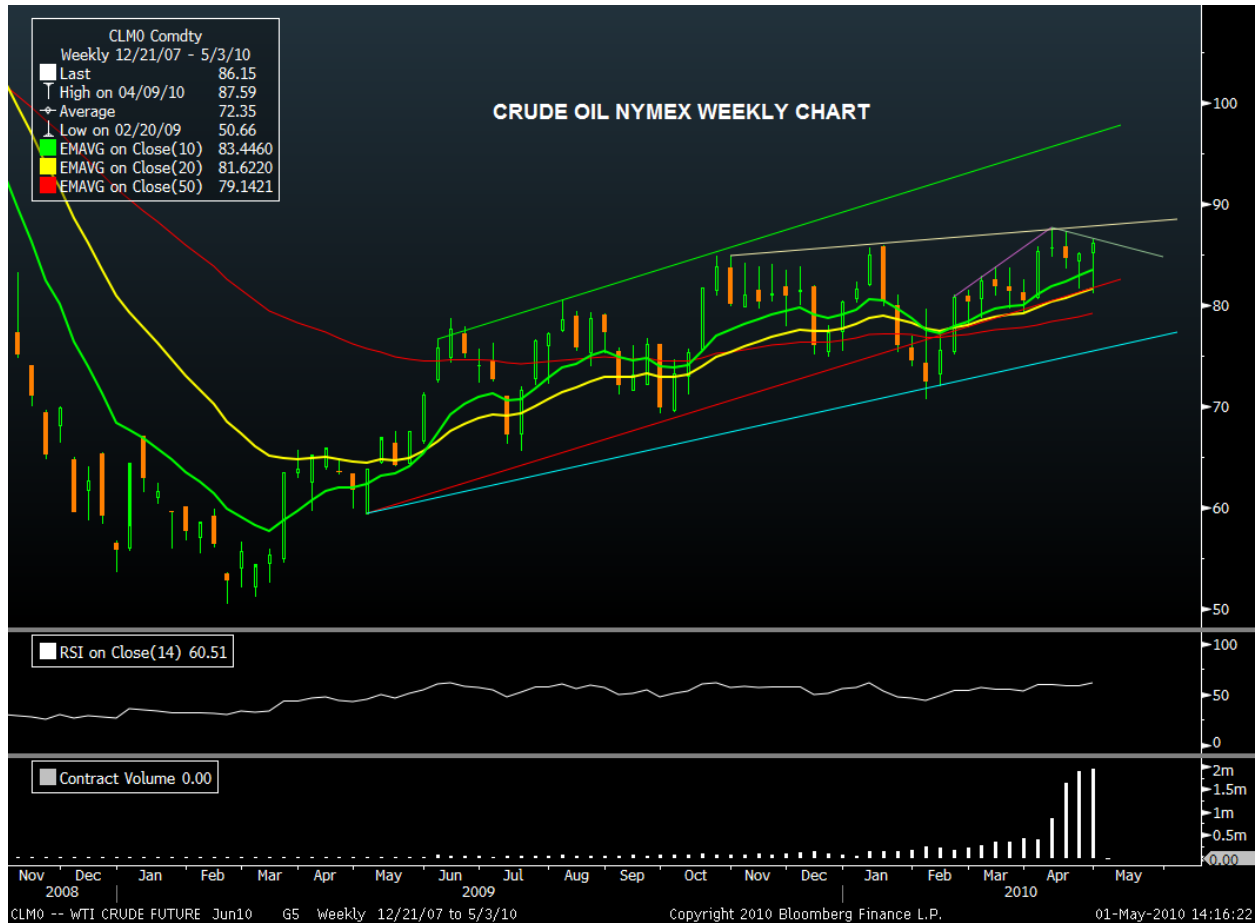 CLM0 Comdty
Weekly 12/21/07 - 5/3/10
Last 86.15
High on 04/09/10 87.59
Average 72.35
Low on 02/20/09 50.66
EMAVG on Close(10) 83.4460
EMAVG on Close(20) 81.6220
EMAVG on Close(50) 79.1421
CRUDE OIL NYMEX WEEKLY CHART
100
90
80
70
60
50
RSI on Close(14) 60.51
100
50
0
Contract Volume 0.00
2m
1.5m
1m
0.5m
0.00
Nov Dec Jan Feb Mar Apr May Jun Jul Aug Sep Oct Nov Dec Jan Feb Mar Apr May
2008 2009 2010
CLM0 -- WTI CRUDE FUTURE Jun10 G5 Weekly 12/21/07 to 5/3/10 Copyright 2010 Bloomberg Finance L.P. 01-May-2010 14:16:22